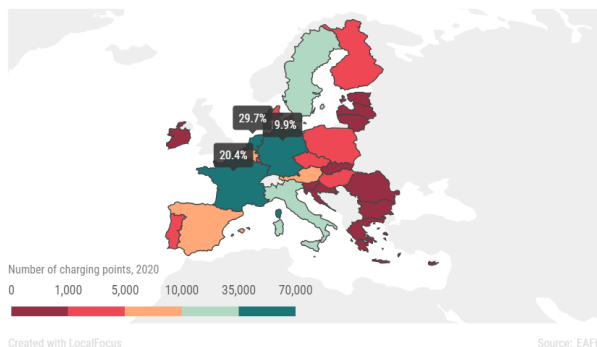 29.7%
9.9%
20.4%
Number of charging points, 2020
0 1,000 5,000 10,000 35,000 70,000
Created with LocalFocus
Source: EAFI